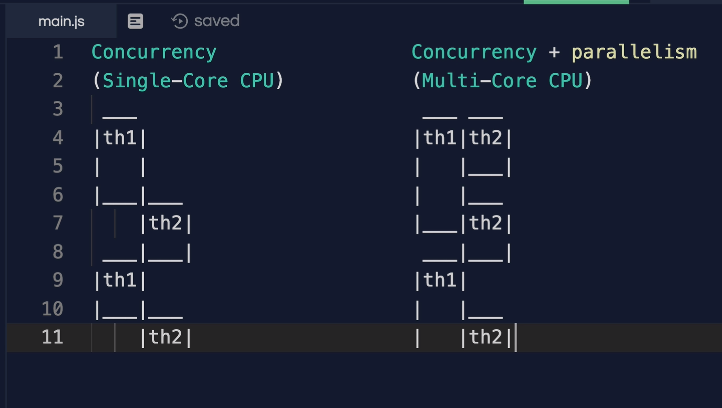 main.js saved
1 Concurrency                 Concurrency + parallelism
2 (Single-Core CPU)           (Multi-Core CPU)
3  ___                         ___ ___
4 |th1|                       |th1|th2|
5 |   |                       |   |___|
6 |___|___                    |   |___
7     |th2|                   |___|th2|
8  ___|___|                    ___|___|
9 |th1|                       |th1|
10 |___|___                    |   |___
11     |th2|                   |   |th2|